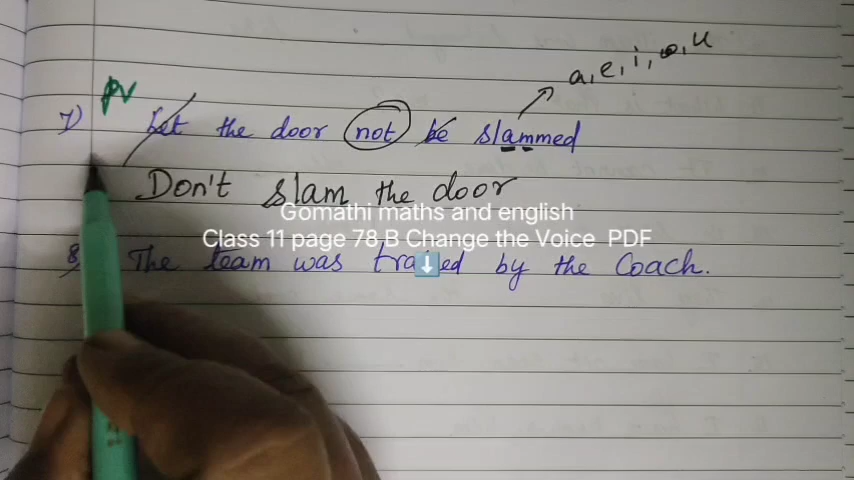 a, e, i, o, u
PV
7) Let the door not be slammed
Don't slam the door
Gomathi maths and english
Class 11 page 78,B Change the Voice PDF
8) The team was trained by the Coach.